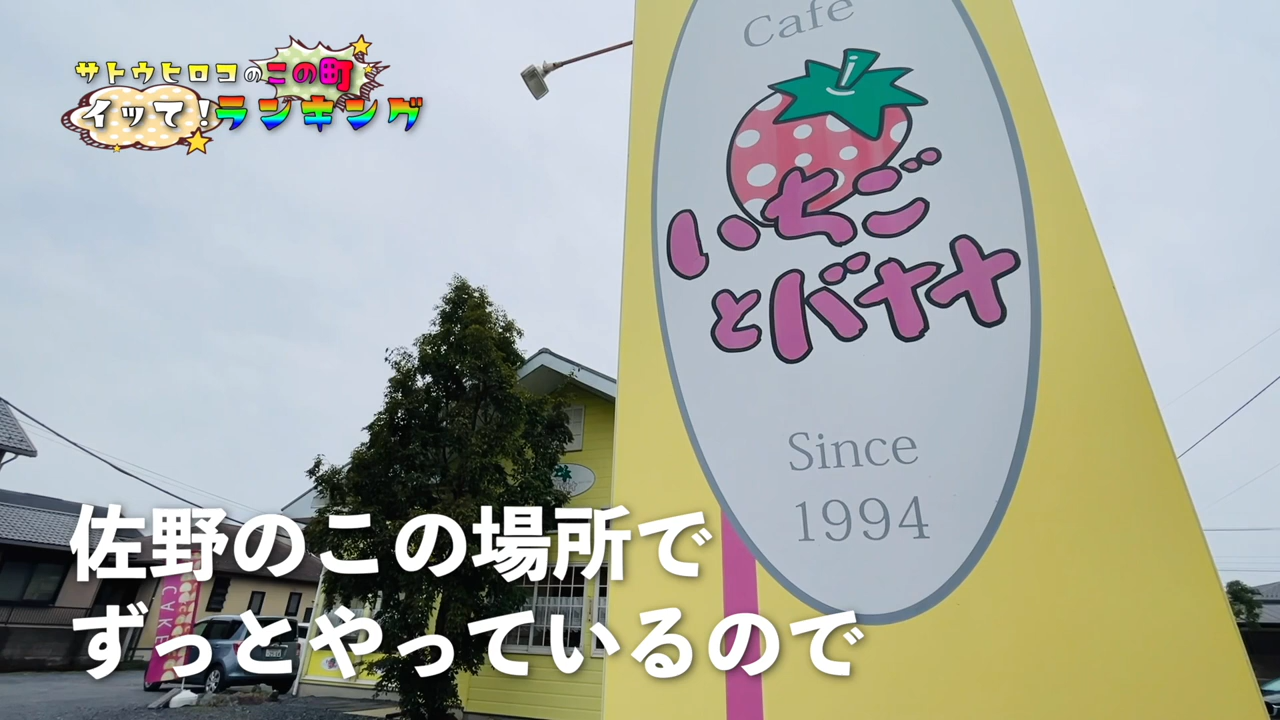 サトウヒロコのこの町
イッて!ランキング
Cafe
いちご
とバナナ
Since
1994
佐野のこの場所で
ずっとやっているので
CAKE